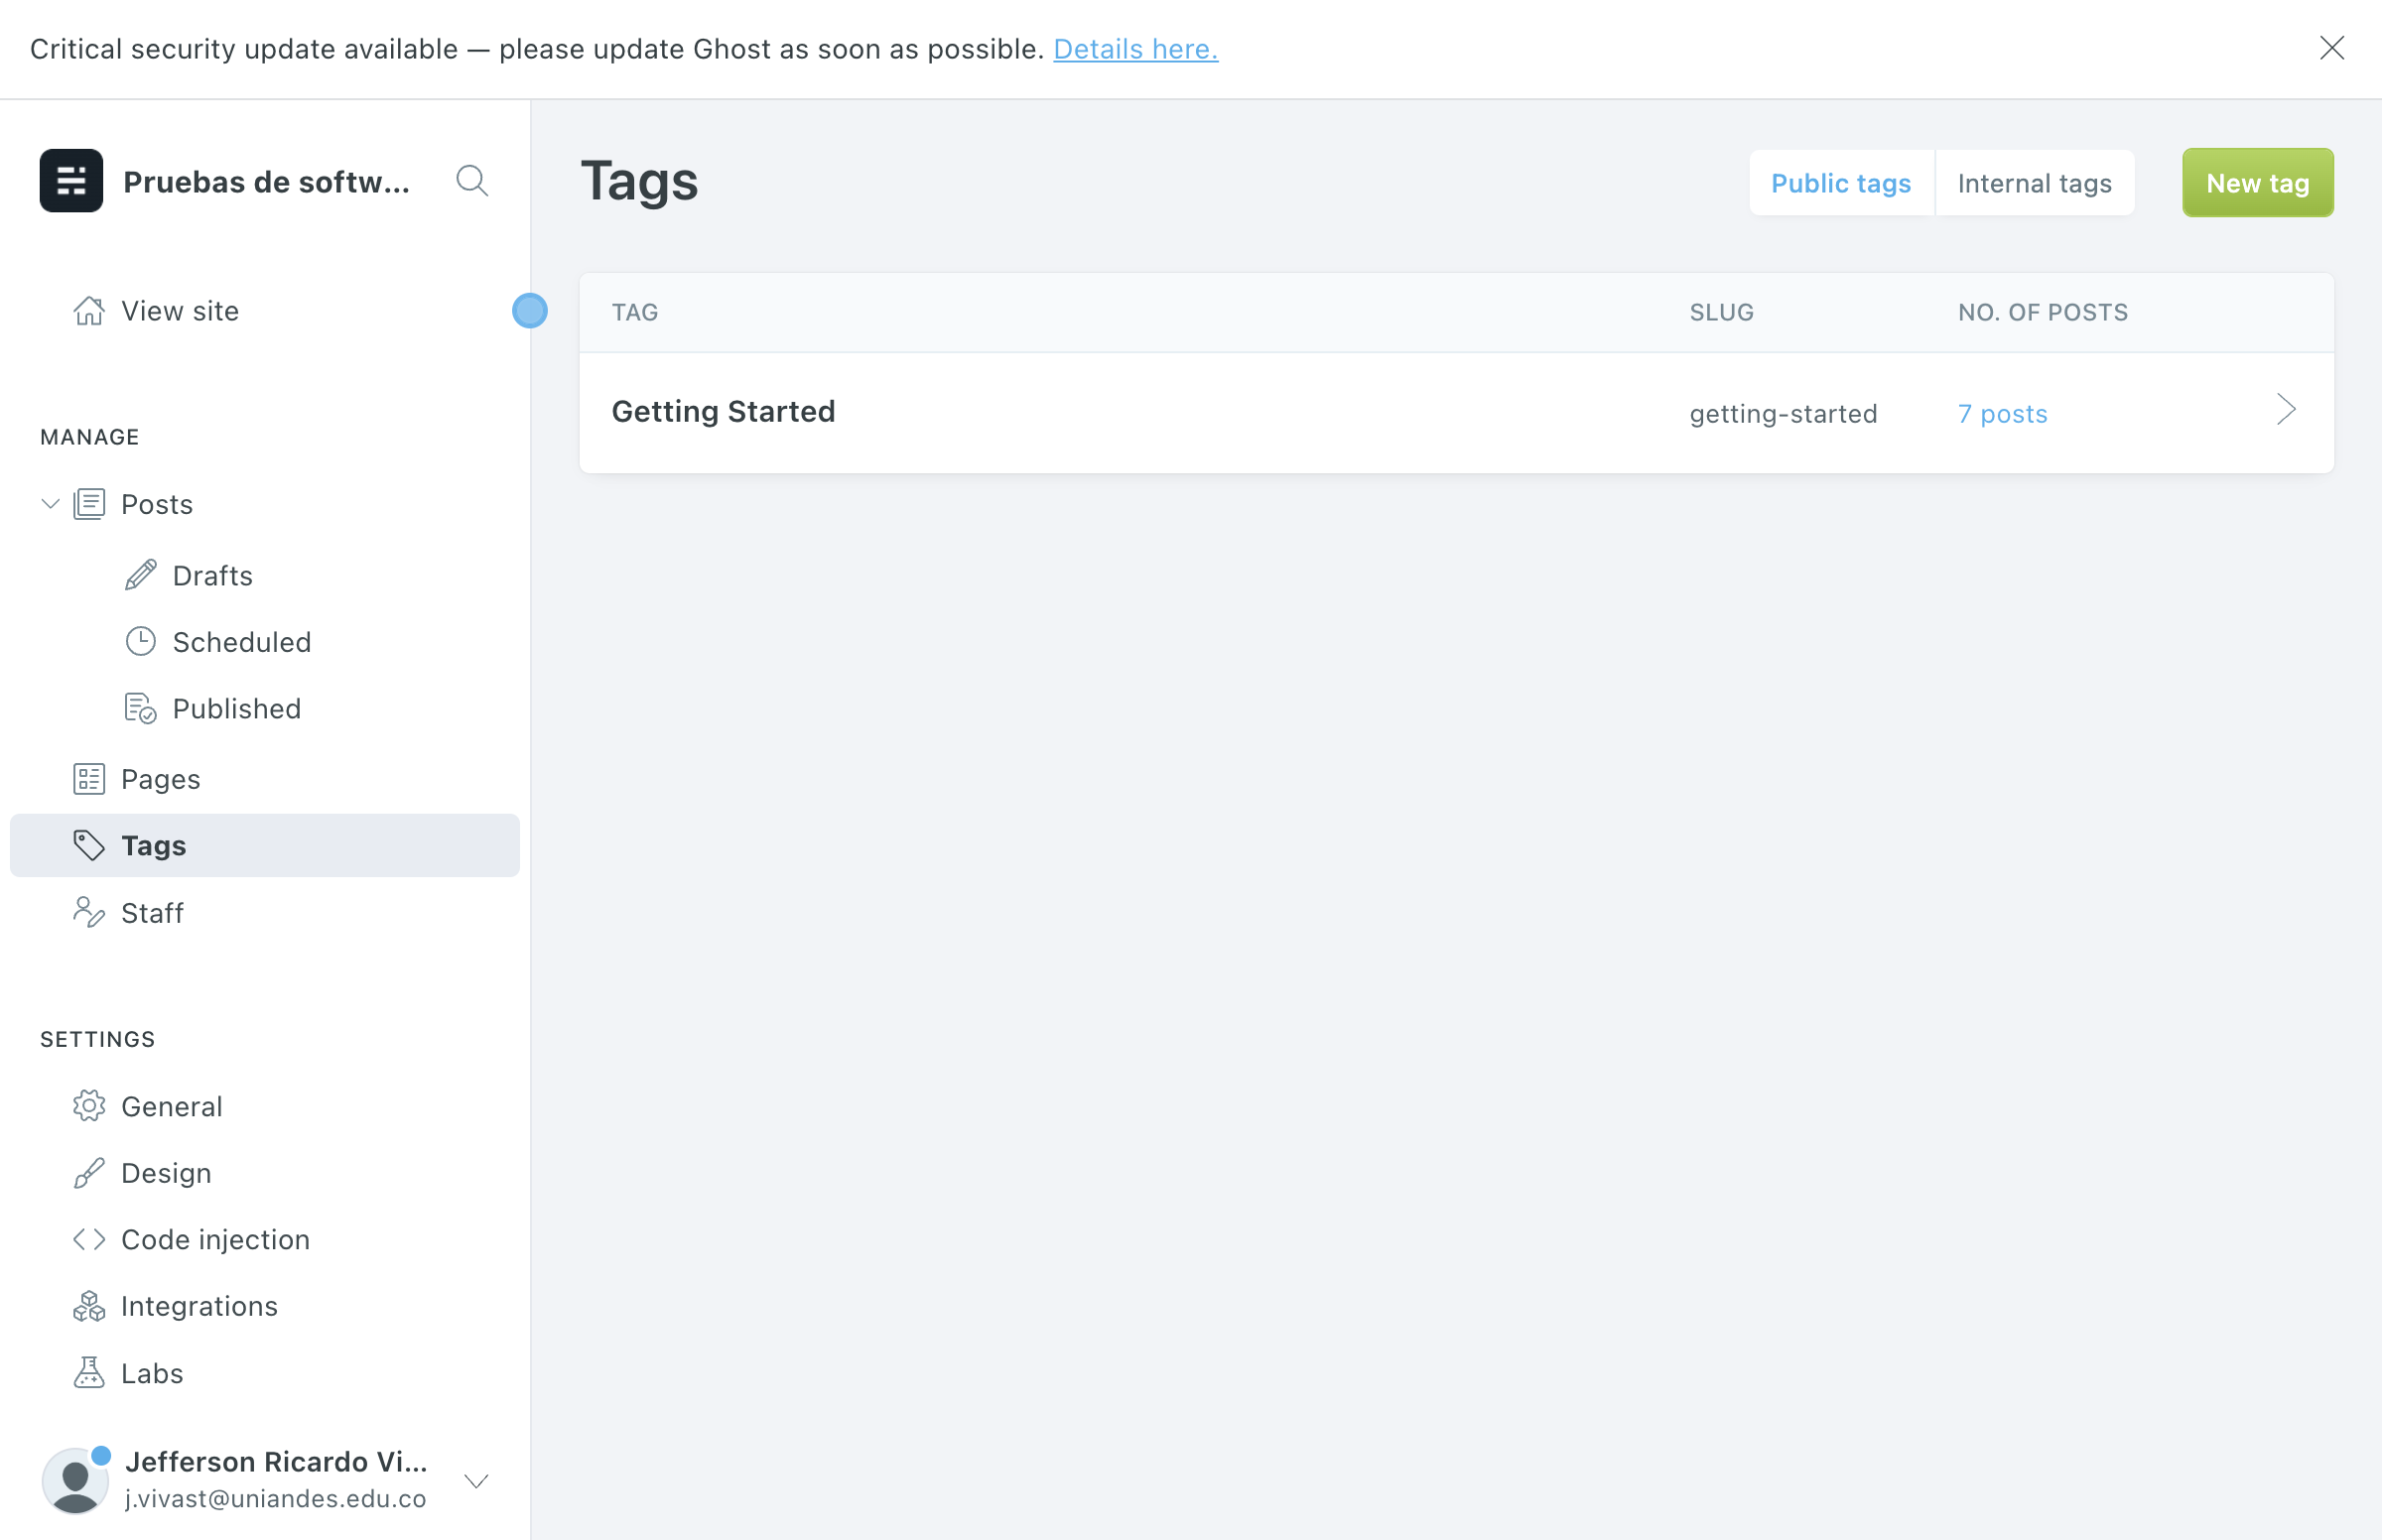 Critical security update available — please update Ghost as soon as possible. Details here.
Pruebas de softw...
View site
MANAGE
Posts
Drafts
Scheduled
Published
Pages
Tags
Staff
SETTINGS
General
Design
Code injection
Integrations
Labs
Jefferson Ricardo Vi...
j.vivast@uniandes.edu.co
Tags
Public tags
Internal tags
New tag
TAG SLUG NO. OF POSTS
Getting Started getting-started 7 posts